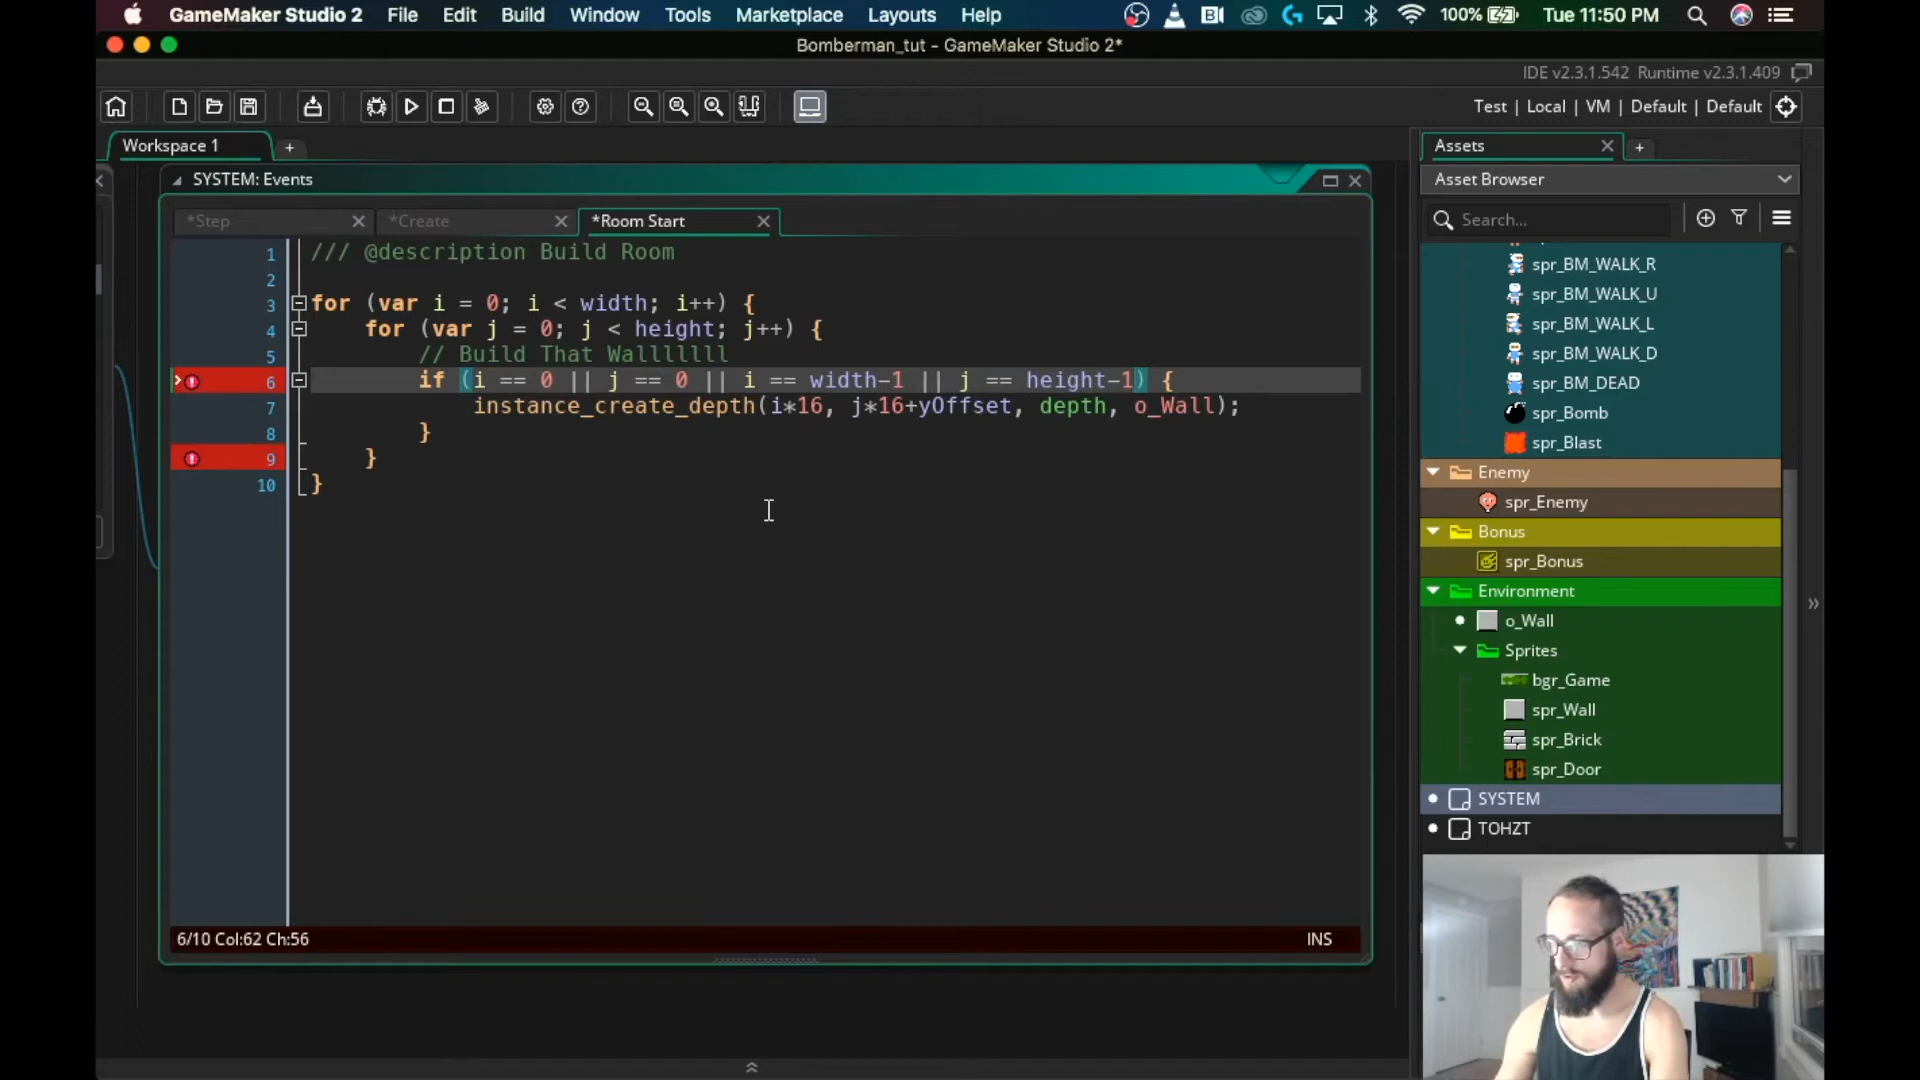 GameMaker Studio 2 File Edit Build Window Tools Marketplace Layouts Help 100% Tue 11:50 PM
Bomberman_tut - GameMaker Studio 2*
IDE v2.3.1.542 Runtime v2.3.1.409
Test | Local | VM | Default | Default
Workspace 1
Assets
SYSTEM: Events
Asset Browser
*Step *Create *Room Start
Search...
1 /// @description Build Room
2
3 for (var i = 0; i < width; i++) {
4 for (var j = 0; j < height; j++) {
5 // Build That Wallllllll
6 if (i == 0 || j == 0 || i == width-1 || j == height-1) {
7 instance_create_depth(i*16, j*16+yOffset, depth, o_Wall);
8 }
9 }
10 }
6/10 Col:62 Ch:56 INS
spr_BM_WALK_R
spr_BM_WALK_U
spr_BM_WALK_L
spr_BM_WALK_D
spr_BM_DEAD
spr_Bomb
spr_Blast
Enemy
spr_Enemy
Bonus
spr_Bonus
Environment
o_Wall
Sprites
bgr_Game
spr_Wall
spr_Brick
spr_Door
SYSTEM
TOHZT